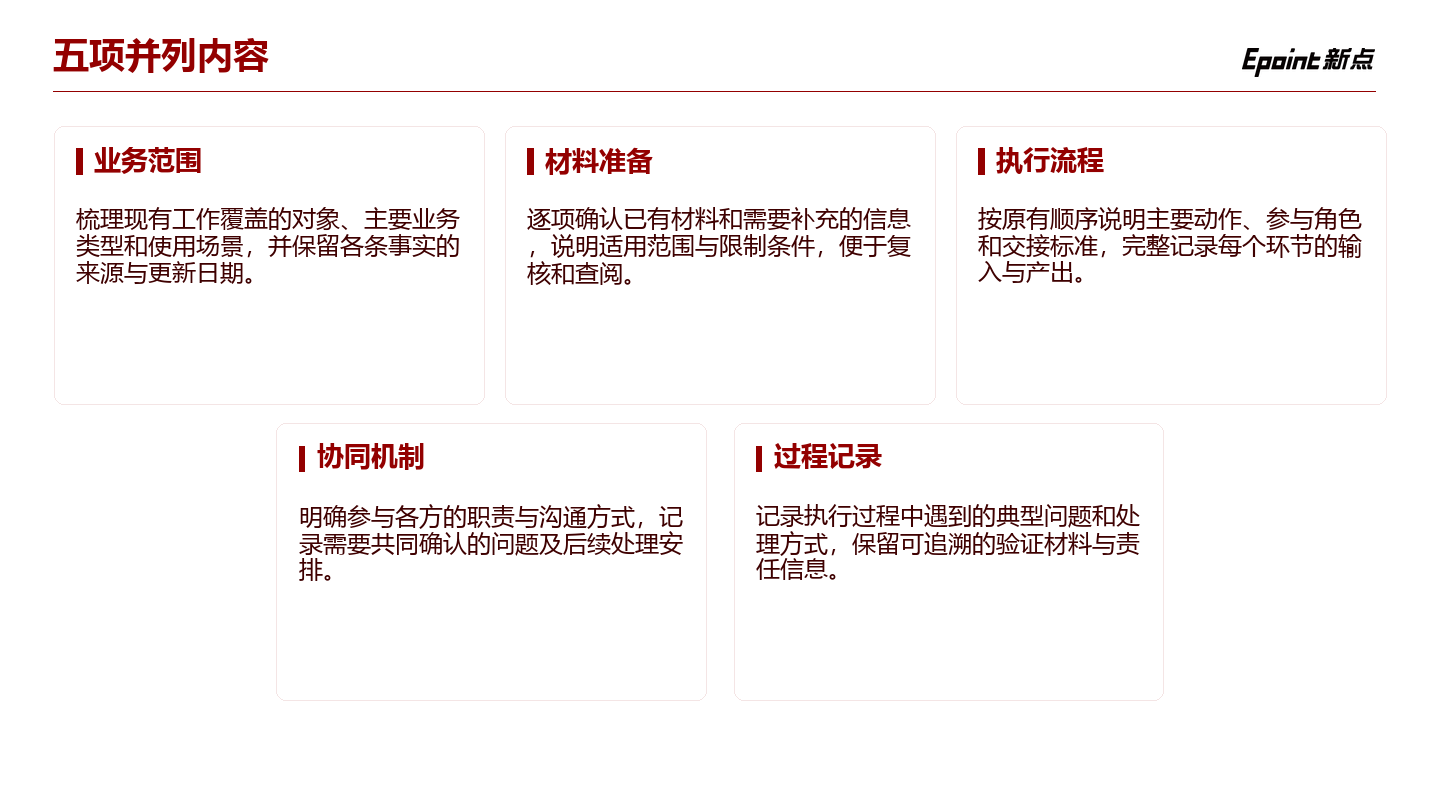 五项并列内容
Epoint新点
业务范围
梳理现有工作覆盖的对象、主要业务
类型和使用场景，并保留各条事实的
来源与更新日期。
材料准备
逐项确认已有材料和需要补充的信息
，说明适用范围与限制条件，便于复
核和查阅。
执行流程
按原有顺序说明主要动作、参与角色
和交接标准，完整记录每个环节的输
入与产出。
协同机制
明确参与各方的职责与沟通方式，记
录需要共同确认的问题及后续处理安
排。
过程记录
记录执行过程中遇到的典型问题和处
理方式，保留可追溯的验证材料与责
任信息。